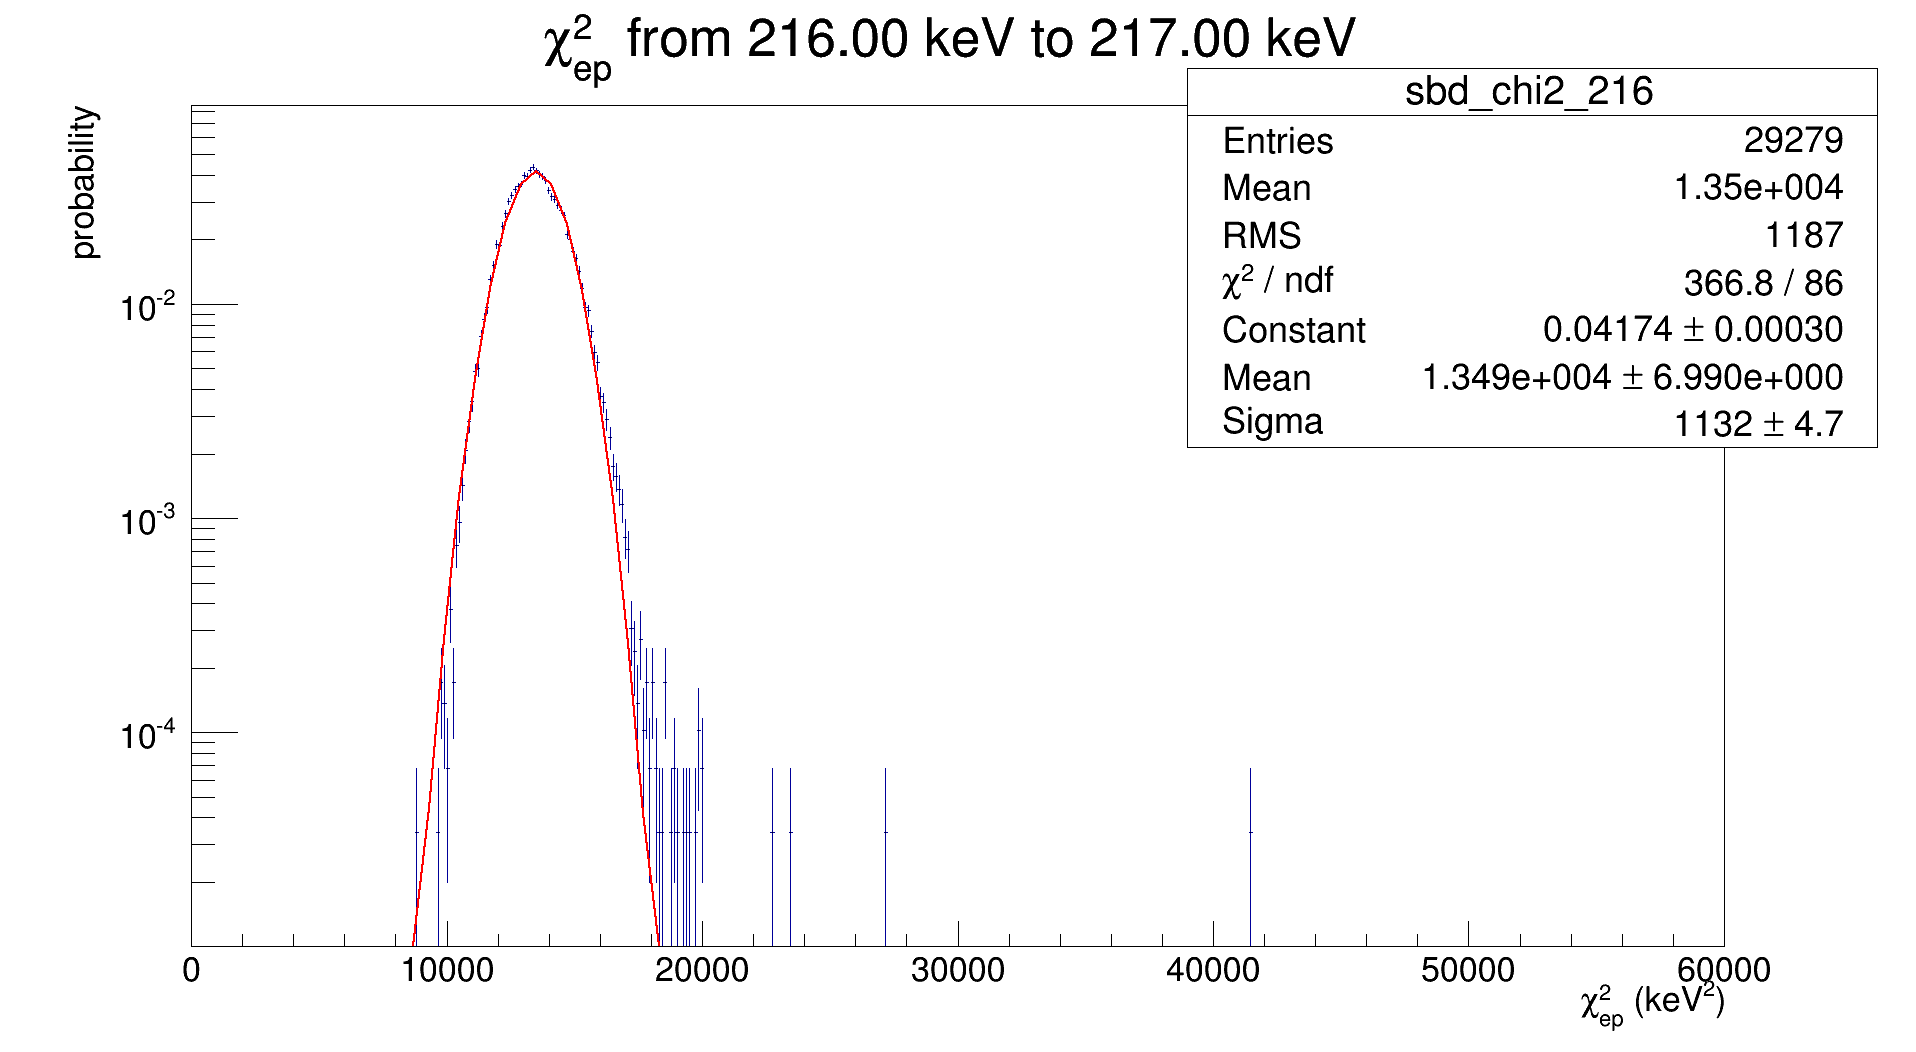 χ²ep from 216.00 keV to 217.00 keV
probability
sbd_chi2_216
Entries 29279
Mean 1.35e+004
RMS 1187
χ² / ndf 366.8 / 86
Constant 0.04174 ± 0.00030
Mean 1.349e+004 ± 6.990e+000
Sigma 1132 ± 4.7
10⁻²
10⁻³
10⁻⁴
0 10000 20000 30000 40000 50000 60000
χ²ep (keV²)